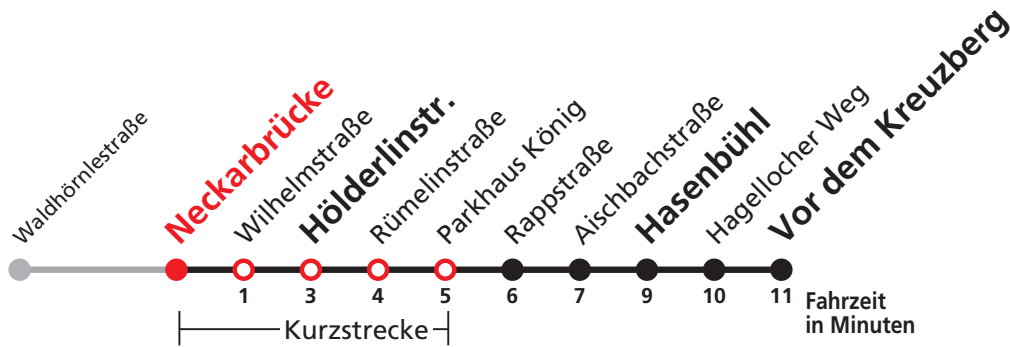 Waldhörnlestraße
Neckarbrücke
Wilhelmstraße
Hölderlinstr.
Rümelinstraße
Parkhaus König
Rappstraße
Aischbachstraße
Hasenbühl
Hagellocher Weg
Vor dem Kreuzberg
1 3 4 5 6 7 9 10 11
Fahrzeit
in Minuten
Kurzstrecke